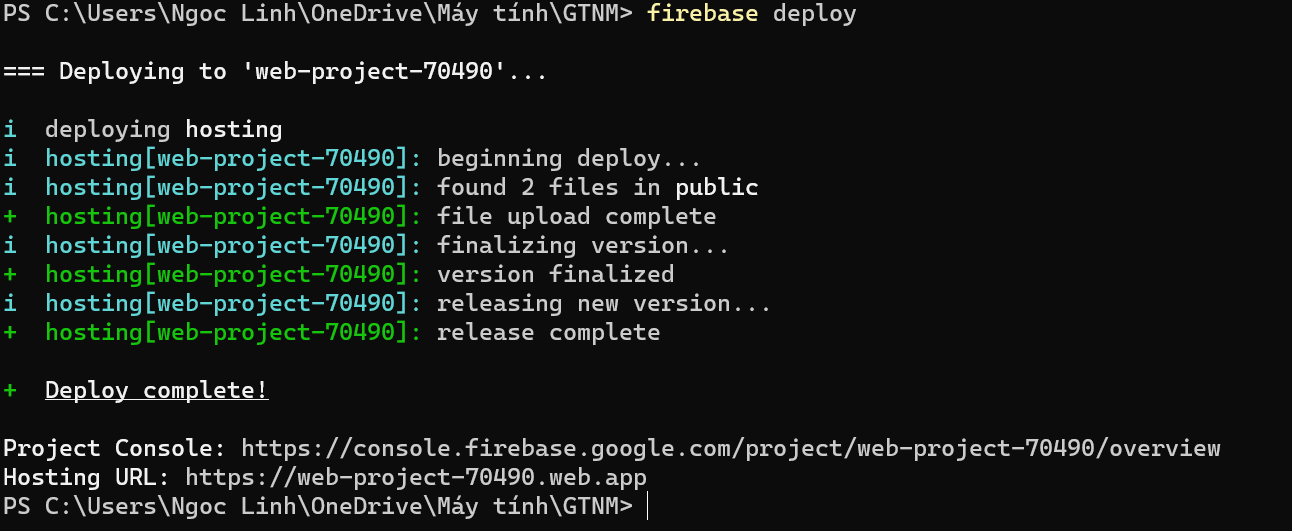 PS C:\Users\Ngoc Linh\OneDrive\Máy tính\GTNM> firebase deploy
=== Deploying to 'web-project-70490'...
i  deploying hosting
i  hosting[web-project-70490]: beginning deploy...
i  hosting[web-project-70490]: found 2 files in public
+  hosting[web-project-70490]: file upload complete
i  hosting[web-project-70490]: finalizing version...
+  hosting[web-project-70490]: version finalized
i  hosting[web-project-70490]: releasing new version...
+  hosting[web-project-70490]: release complete
+  Deploy complete!
Project Console: https://console.firebase.google.com/project/web-project-70490/overview
Hosting URL: https://web-project-70490.web.app
PS C:\Users\Ngoc Linh\OneDrive\Máy tính\GTNM>